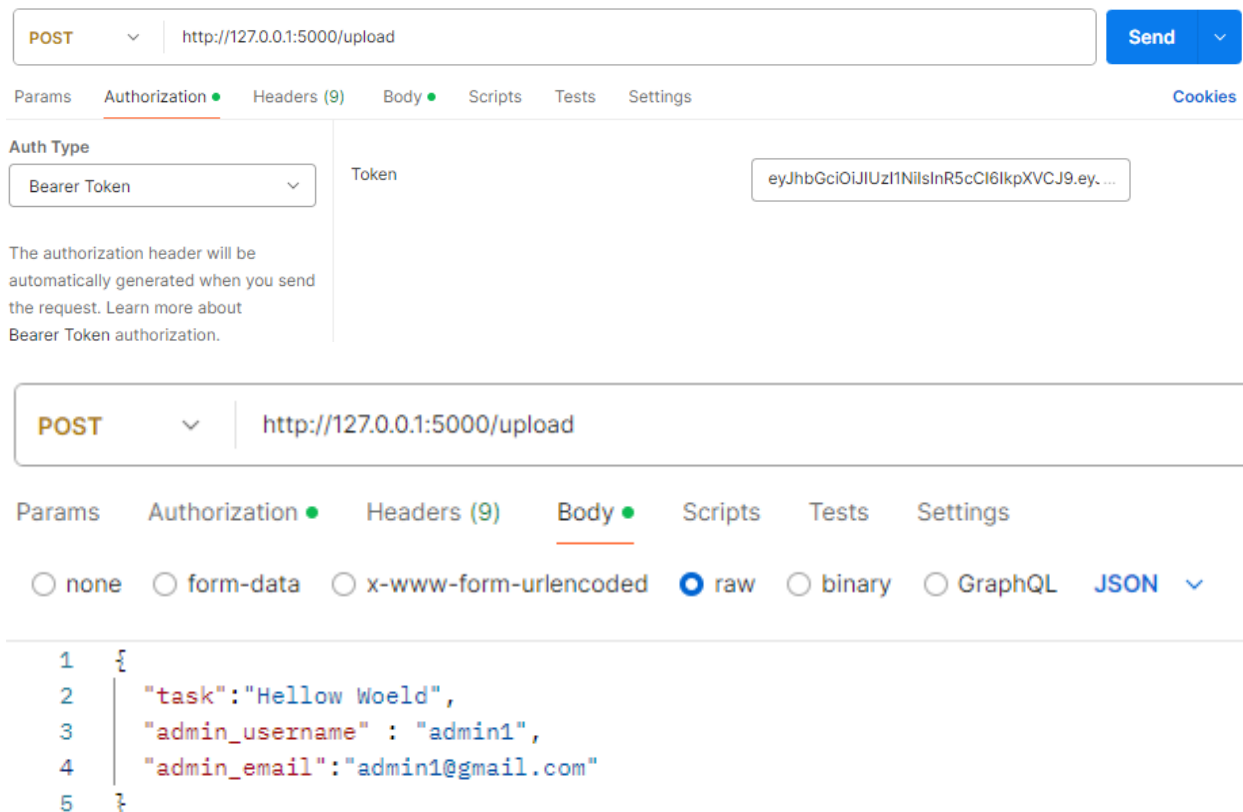 POST http://127.0.0.1:5000/upload Send
Params Authorization Headers (9) Body Scripts Tests Settings Cookies
Auth Type
Bearer Token
Token
eyJhbGciOiJIUzI1NiIsInR5cCI6IkpXVCJ9.ey. ...
The authorization header will be
automatically generated when you send
the request. Learn more about
Bearer Token authorization.
POST http://127.0.0.1:5000/upload
Params Authorization Headers (9) Body Scripts Tests Settings
none form-data x-www-form-urlencoded raw binary GraphQL JSON
1 {
2 "task":"Hellow Woeld",
3 "admin_username" : "admin1",
4 "admin_email":"admin1@gmail.com"
5 }